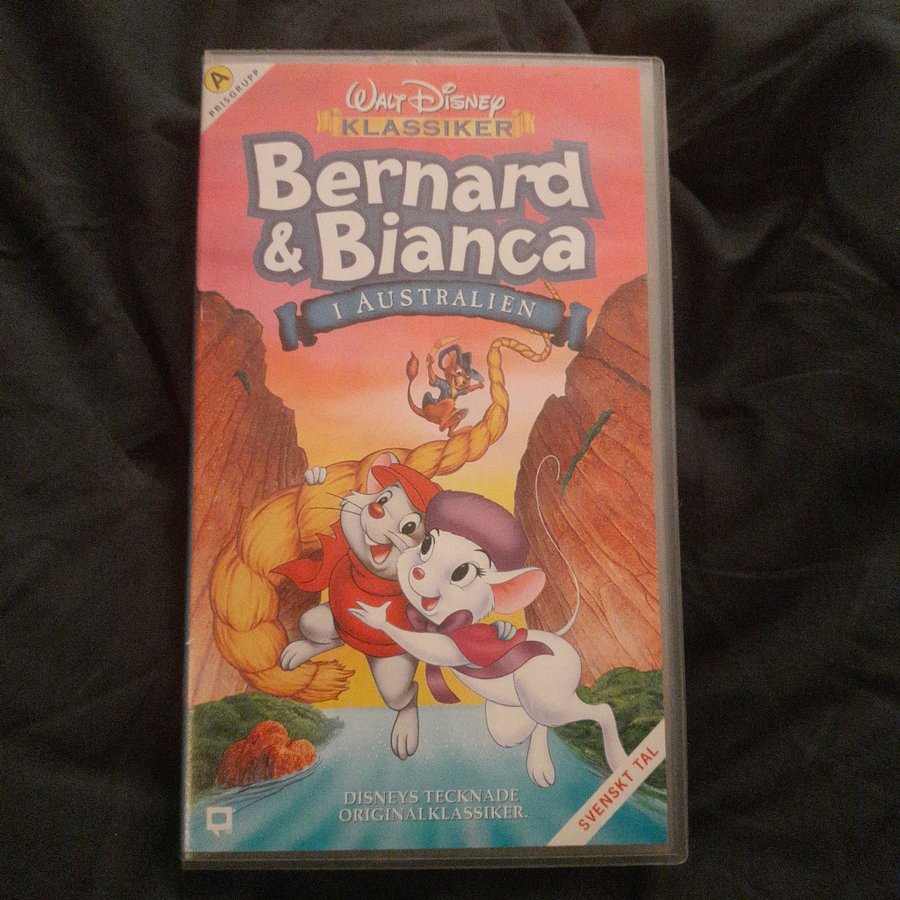 A
PRISGRUPP
WALT DISNEY
KLASSIKER
Bernard
& Bianca
I AUSTRALIEN
DISNEYS TECKNADE
ORIGINALKLASSIKER.
SVENSKT TAL